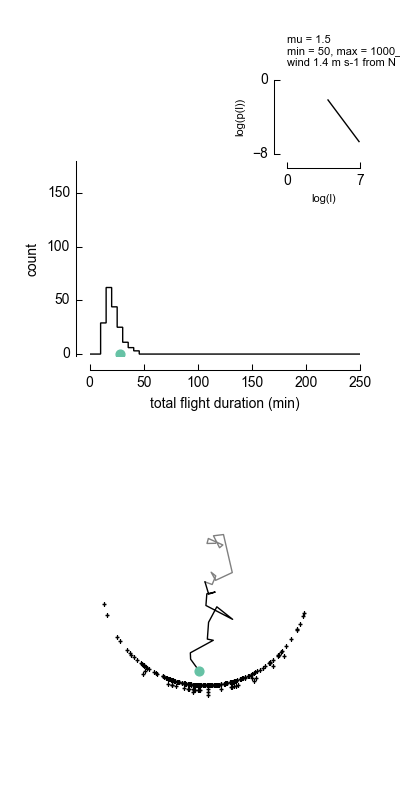 mu = 1.5
min = 50, max = 1000_
wind 1.4 m s-1 from N
0
log(p(l))
−8
0
7
log(l)
150
100
count
50
0
0
50
100
150
200
250
total flight duration (min)